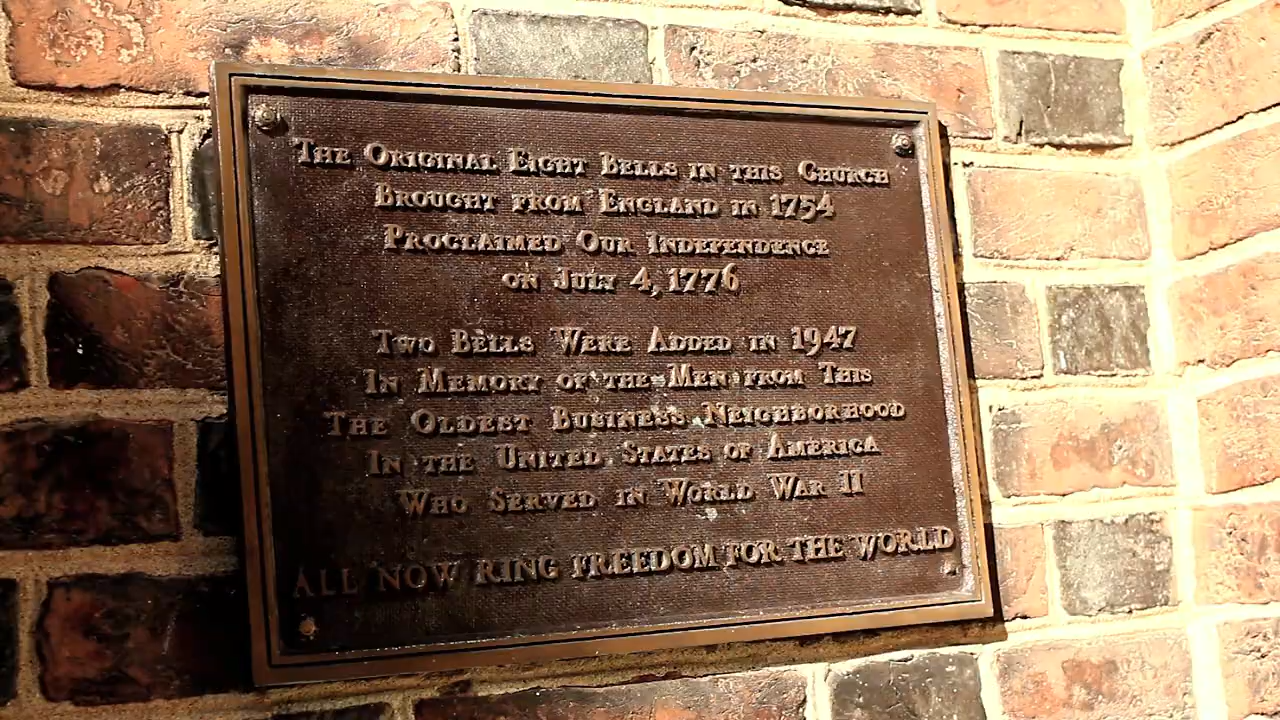 The Original Eight Bells in this Church
Brought from England in 1754
Proclaimed Our Independence
on July 4, 1776
Two Bells Were Added in 1947
In Memory of the Men from This
The Oldest Business Neighborhood
In the United States of America
Who Served in World War II
ALL NOW RING FREEDOM FOR THE WORLD